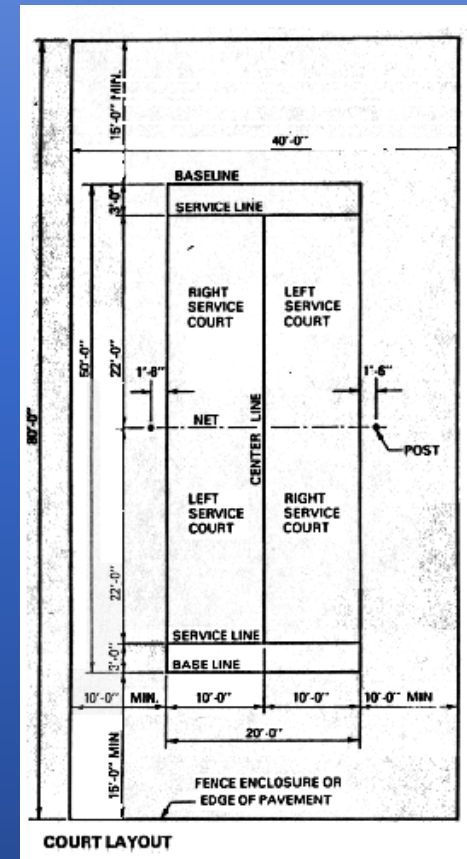 15'-0" MIN.
40'-0"
BASELINE
3'-0"
SERVICE LINE
RIGHT
SERVICE
COURT
LEFT
SERVICE
COURT
22'-0"
50'-0"
80'-0"
1'-6"
1'-6"
NET
CENTER LINE
POST
LEFT
SERVICE
COURT
RIGHT
SERVICE
COURT
22'-0"
SERVICE LINE
3'-0"
BASE LINE
10'-0" MIN.
10'-0"
10'-0"
10'-0" MIN
20'-0"
15'-0" MIN
FENCE ENCLOSURE OR
EDGE OF PAVEMENT
COURT LAYOUT